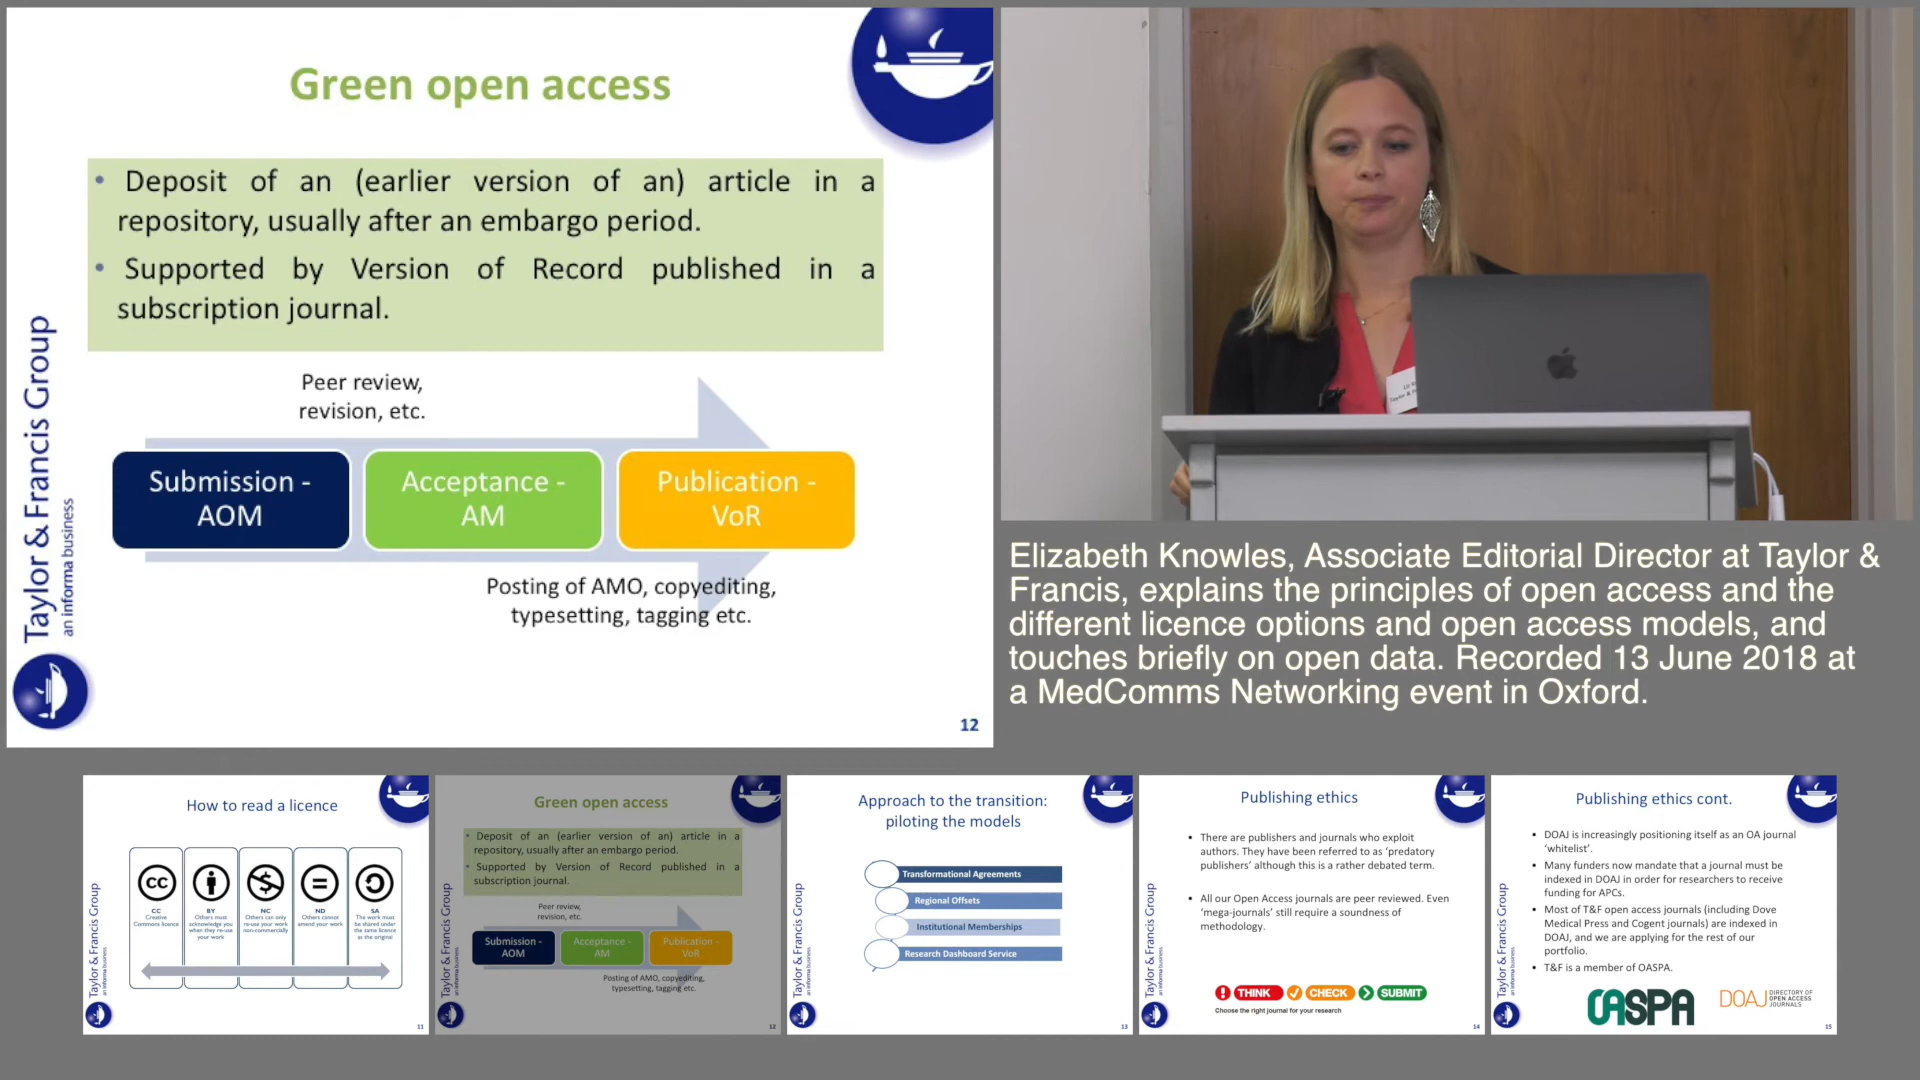 Green open access
• Deposit of an (earlier version of an) article in a
repository, usually after an embargo period.
• Supported by Version of Record published in a
subscription journal.
Peer review,
revision, etc.
Submission -
AOM
Acceptance -
AM
Publication -
VoR
Posting of AMO, copyediting,
typesetting, tagging etc.
Taylor & Francis Group
an informa business
12
Elizabeth Knowles, Associate Editorial Director at Taylor &
Francis, explains the principles of open access and the
different licence options and open access models, and
touches briefly on open data. Recorded 13 June 2018 at
a MedComms Networking event in Oxford.
How to read a licence
CC
Creative
Commons licence
BY
Others must
acknowledge you
when they re-use
your work
NC
Others can only
re-use your work
non-commercially
ND
Others cannot
amend your work
SA
The work must
be shared under
the same licence
as the original
Taylor & Francis Group
an informa business
11
Green open access
• Deposit of an (earlier version of an) article in a
repository, usually after an embargo period.
• Supported by Version of Record published in a
subscription journal.
Peer review,
revision, etc.
Submission -
AOM
Acceptance -
AM
Publication -
VoR
Posting of AMO, copyediting,
typesetting, tagging etc.
Taylor & Francis Group
an informa business
12
Approach to the transition:
piloting the models
Transformational Agreements
Regional Offsets
Institutional Memberships
Research Dashboard Service
Taylor & Francis Group
an informa business
13
Publishing ethics
• There are publishers and journals who exploit
authors. They have been referred to as 'predatory
publishers' although this is a rather debated term.
• All our Open Access journals are peer reviewed. Even
'mega-journals' still require a soundness of
methodology.
THINK CHECK SUBMIT
Choose the right journal for your research
Taylor & Francis Group
an informa business
14
Publishing ethics cont.
• DOAJ is increasingly positioning itself as an OA journal
'whitelist'.
• Many funders now mandate that a journal must be
indexed in DOAJ in order for researchers to receive
funding for APCs.
• Most of T&F open access journals (including Dove
Medical Press and Cogent journals) are indexed in
DOAJ, and we are applying for the rest of our
portfolio.
• T&F is a member of OASPA.
OASPA
DOAJ DIRECTORY OF
OPEN ACCESS
JOURNALS
Taylor & Francis Group
an informa business
15